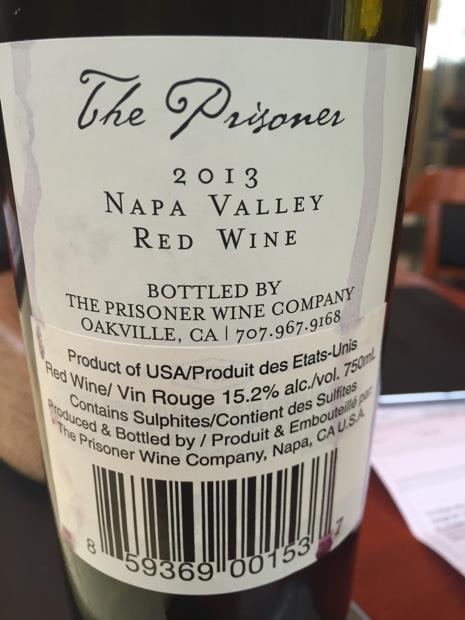 The Prisoner
2013
NAPA VALLEY
RED WINE
BOTTLED BY
THE PRISONER WINE COMPANY
OAKVILLE, CA | 707.967.9168
Product of USA/Produit des Etats-Unis
Red Wine/ Vin Rouge 15.2% alc./vol. 750mL
Contains Sulphites/Contient des Sulfites
Produced & Bottled by / Produit & Embouteillé par:
The Prisoner Wine Company, Napa, CA U.S.A.
8 59369 00153 7